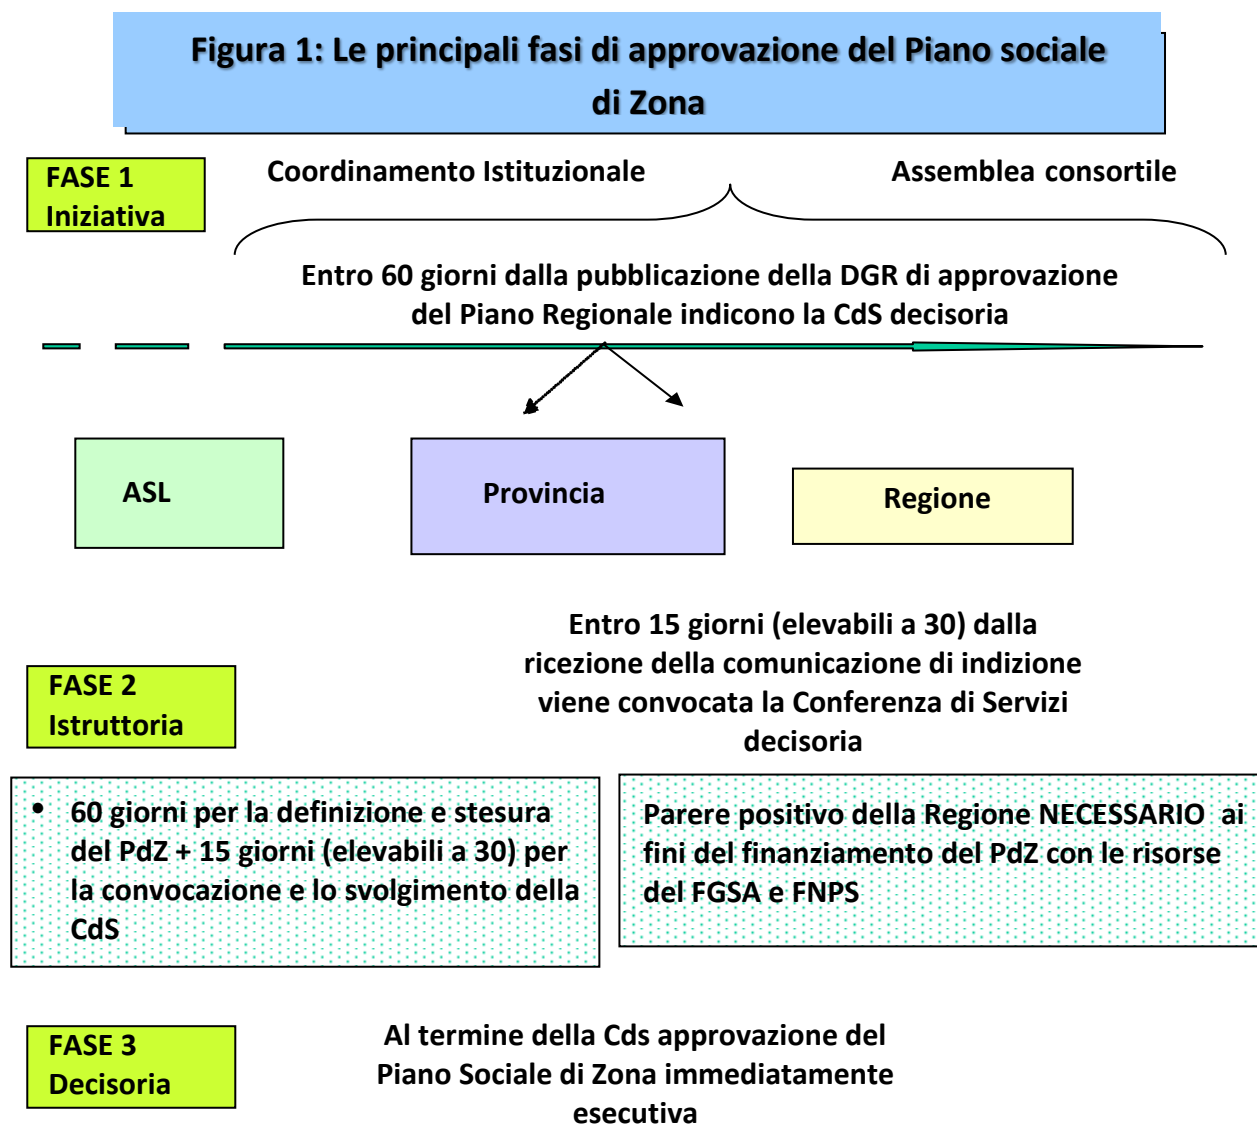 Figura 1: Le principali fasi di approvazione del Piano sociale
di Zona
FASE 1
Iniziativa
Coordinamento Istituzionale
Assemblea consortile
Entro 60 giorni dalla pubblicazione della DGR di approvazione
del Piano Regionale indicono la CdS decisoria
ASL
Provincia
Regione
Entro 15 giorni (elevabili a 30) dalla
ricezione della comunicazione di indizione
viene convocata la Conferenza di Servizi
decisoria
FASE 2
Istruttoria
• 60 giorni per la definizione e stesura
del PdZ + 15 giorni (elevabili a 30) per
la convocazione e lo svolgimento della
CdS
Parere positivo della Regione NECESSARIO ai
fini del finanziamento del PdZ con le risorse
del FGSA e FNPS
FASE 3
Decisoria
Al termine della Cds approvazione del
Piano Sociale di Zona immediatamente
esecutiva